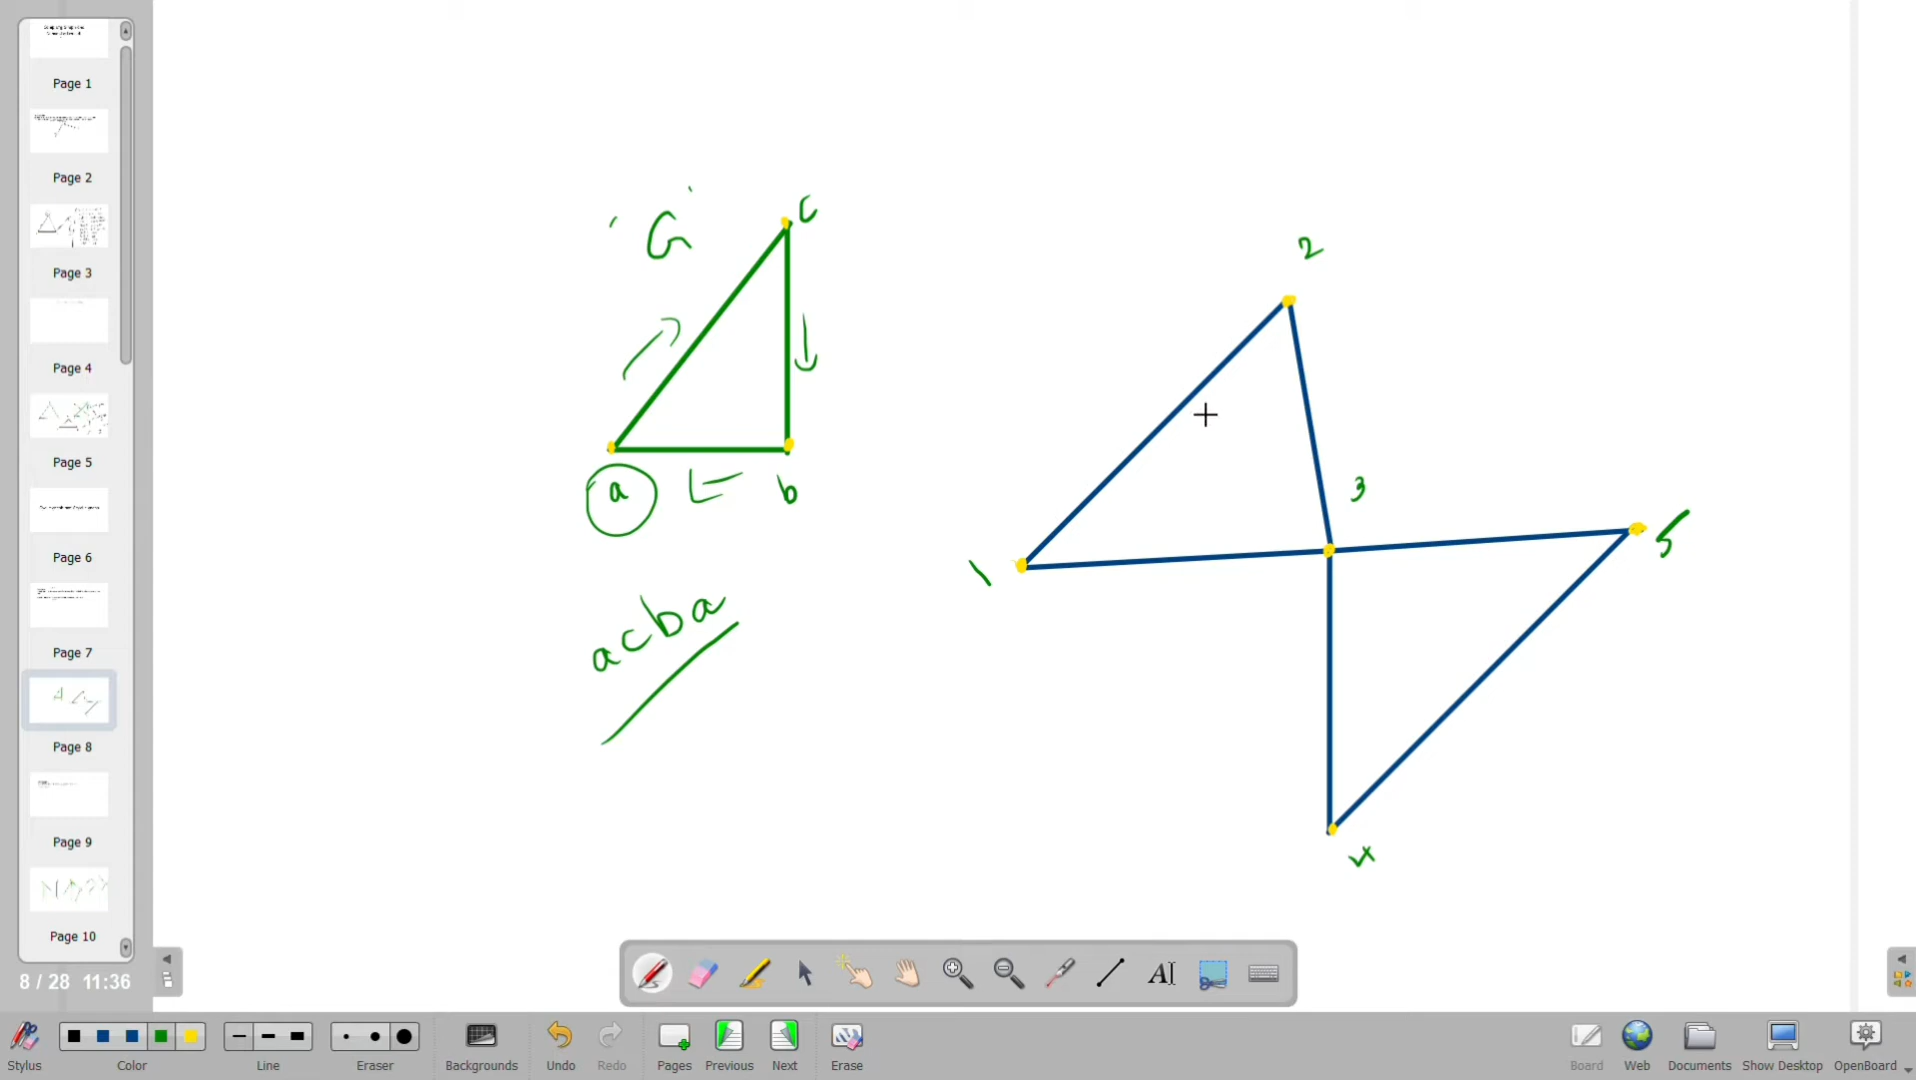 Page 1
Page 2
Page 3
Page 4
Page 5
Page 6
Page 7
Page 8
Page 9
Page 10
8 / 28 11:36
'G'
c
a
b
acba
2
3
1
5
4
Stylus
Color
Line
Eraser
Backgrounds
Undo
Redo
Pages
Previous
Next
Erase
Board
Web
Documents
Show Desktop
OpenBoard